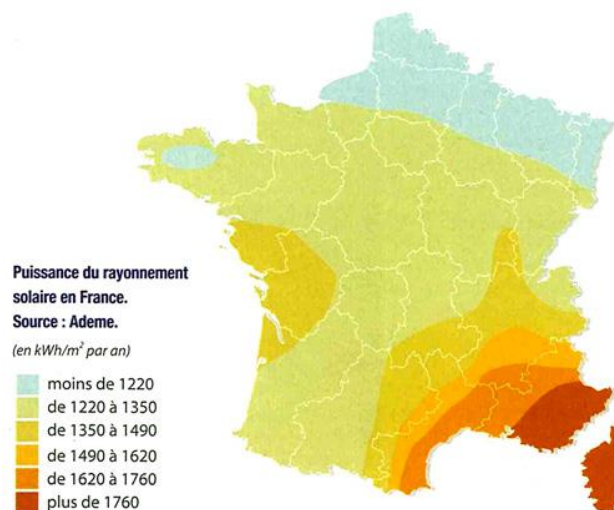 Puissance du rayonnement
solaire en France.
Source : Ademe.
(en kWh/m² par an)
moins de 1220
de 1220 à 1350
de 1350 à 1490
de 1490 à 1620
de 1620 à 1760
plus de 1760